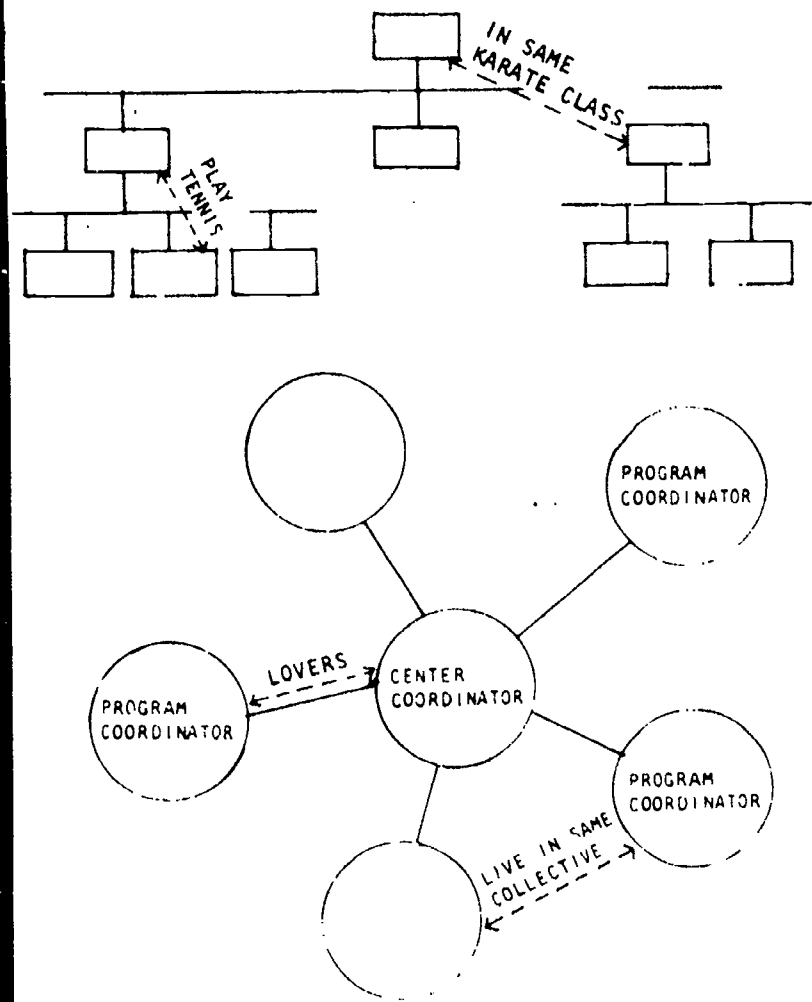 IN SAME
KARATE CLASS
PLAY
TENNIS
PROGRAM
COORDINATOR
LOVERS
CENTER
COORDINATOR
PROGRAM
COORDINATOR
PROGRAM
COORDINATOR
LIVE IN SAME
COLLECTIVE